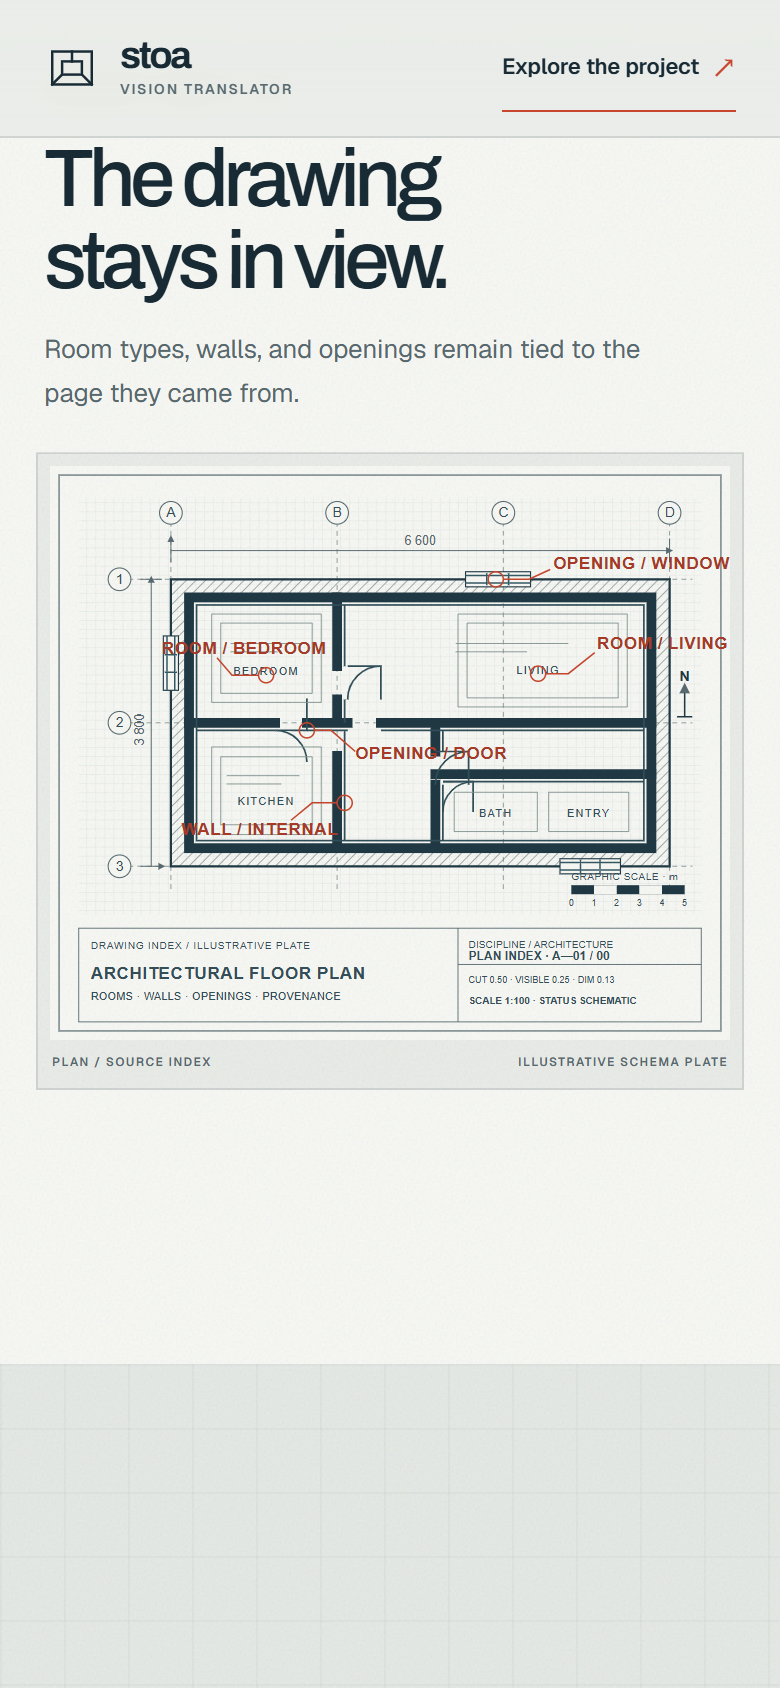 stoa
VISION TRANSLATOR
Explore the project ↗
The drawing
stays in view.
Room types, walls, and openings remain tied to the
page they came from.
A
B
C
D
6 600
1
OPENING / WINDOW
ROOM / BEDROOM
BEDROOM
ROOM / LIVING
LIVING
N
2
3 800
OPENING / DOOR
KITCHEN
BATH
ENTRY
WALL / INTERNAL
3
GRAPHIC SCALE · m
0 1 2 3 4 5
DRAWING INDEX / ILLUSTRATIVE PLATE
ARCHITECTURAL FLOOR PLAN
ROOMS · WALLS · OPENINGS · PROVENANCE
DISCIPLINE / ARCHITECTURE
PLAN INDEX · A—01 / 00
CUT 0.50 · VISIBLE 0.25 · DIM 0.13
SCALE 1:100 · STATUS SCHEMATIC
PLAN / SOURCE INDEX
ILLUSTRATIVE SCHEMA PLATE